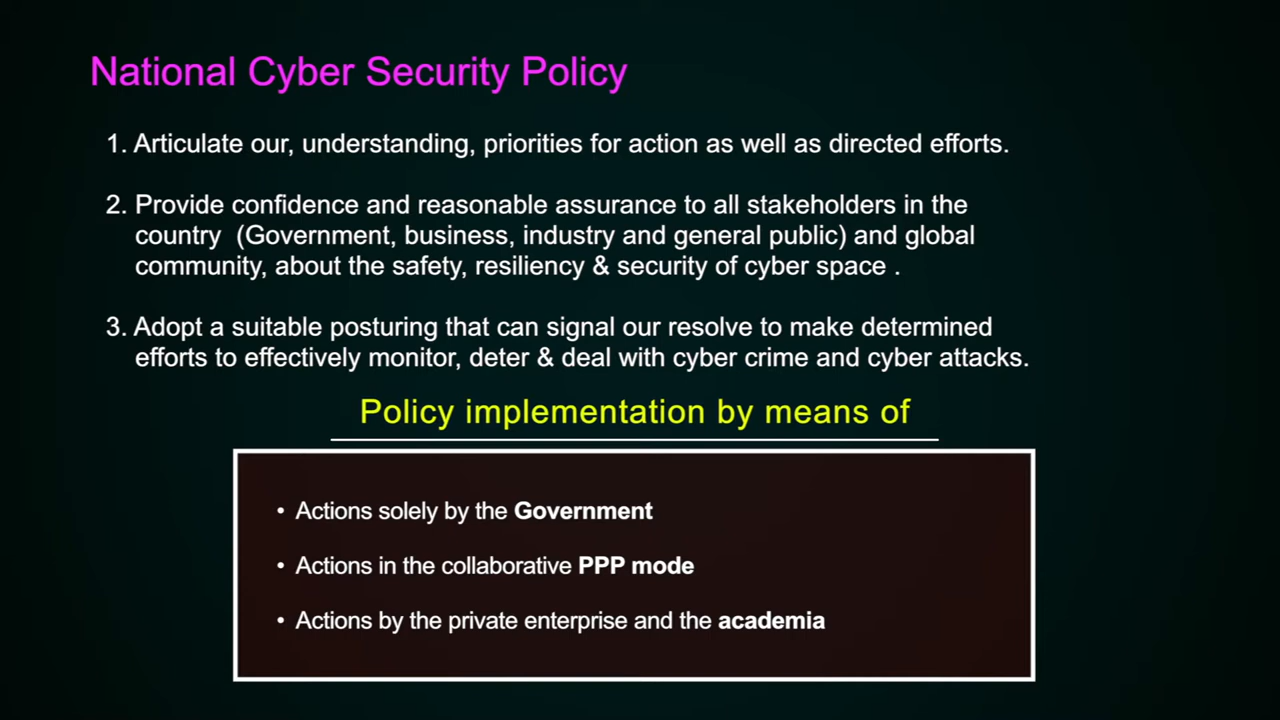 National Cyber Security Policy
1. Articulate our, understanding, priorities for action as well as directed efforts.
2. Provide confidence and reasonable assurance to all stakeholders in the
country (Government, business, industry and general public) and global
community, about the safety, resiliency & security of cyber space .
3. Adopt a suitable posturing that can signal our resolve to make determined
efforts to effectively monitor, deter & deal with cyber crime and cyber attacks.
Policy implementation by means of
• Actions solely by the Government
• Actions in the collaborative PPP mode
• Actions by the private enterprise and the academia